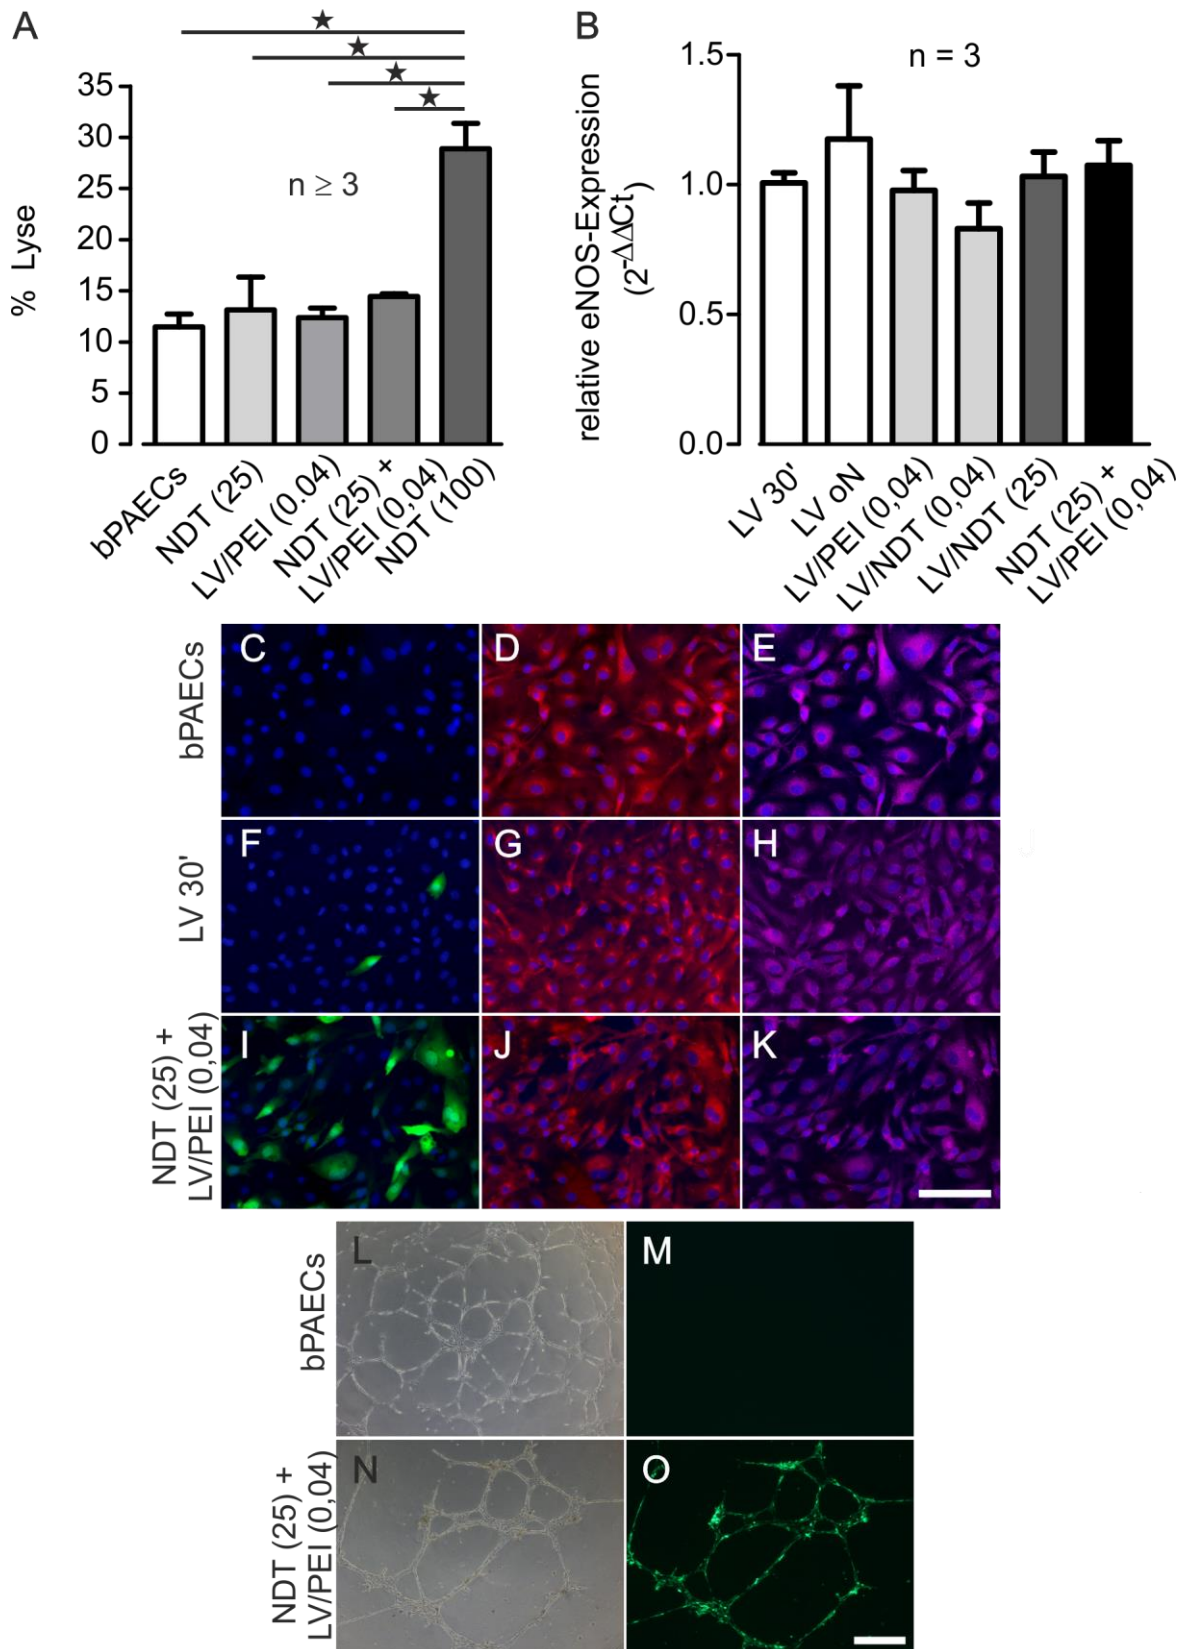 A
★
★
★
★
35
30
25
20
15
10
5
0
% Lyse
n ≥ 3
bPAECs
NDT (25)
LV/PEI (0.04)
NDT (25) +
LV/PEI (0,04)
NDT (100)
B
n = 3
1.5
1.0
0.5
0.0
relative eNOS-Expression
(2^-ΔΔCt)
LV 30'
LV oN
LV/PEI (0,04)
LV/NDT (0,04)
LV/NDT (25)
NDT (25) +
LV/PEI (0,04)
bPAECs
C
D
E
LV 30'
F
G
H
J
NDT (25) +
LV/PEI (0,04)
I
J
K
bPAECs
L
M
NDT (25) +
LV/PEI (0,04)
N
O